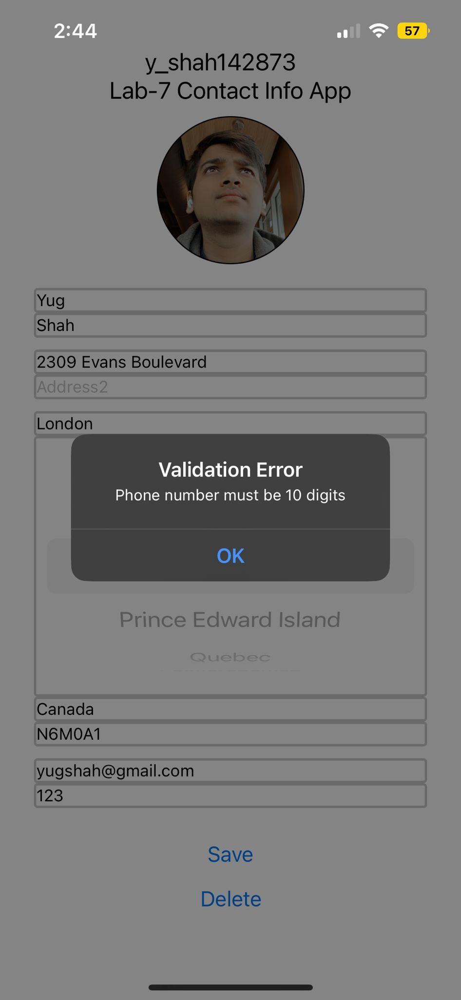 2:44
57
y_shah142873
Lab-7 Contact Info App
Yug
Shah
2309 Evans Boulevard
Address2
London
Validation Error
Phone number must be 10 digits
OK
Prince Edward Island
Quebec
Canada
N6M0A1
yugshah@gmail.com
123
Save
Delete